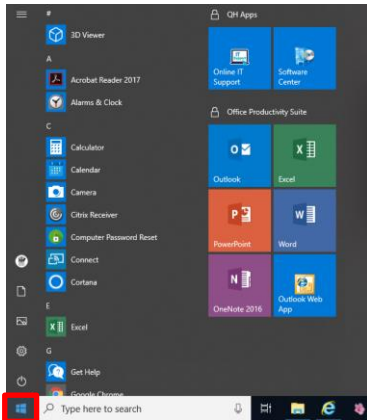 #
3D Viewer
A
Acrobat Reader 2017
Alarms & Clock
C
Calculator
Calendar
Camera
Citrix Receiver
Computer Password Reset
Connect
Cortana
E
Excel
G
Get Help
Google Chrome
QH Apps
Online IT
Support
Software
Center
Office Productivity Suite
Outlook
Excel
PowerPoint
Word
OneNote 2016
Outlook Web
App
Type here to search